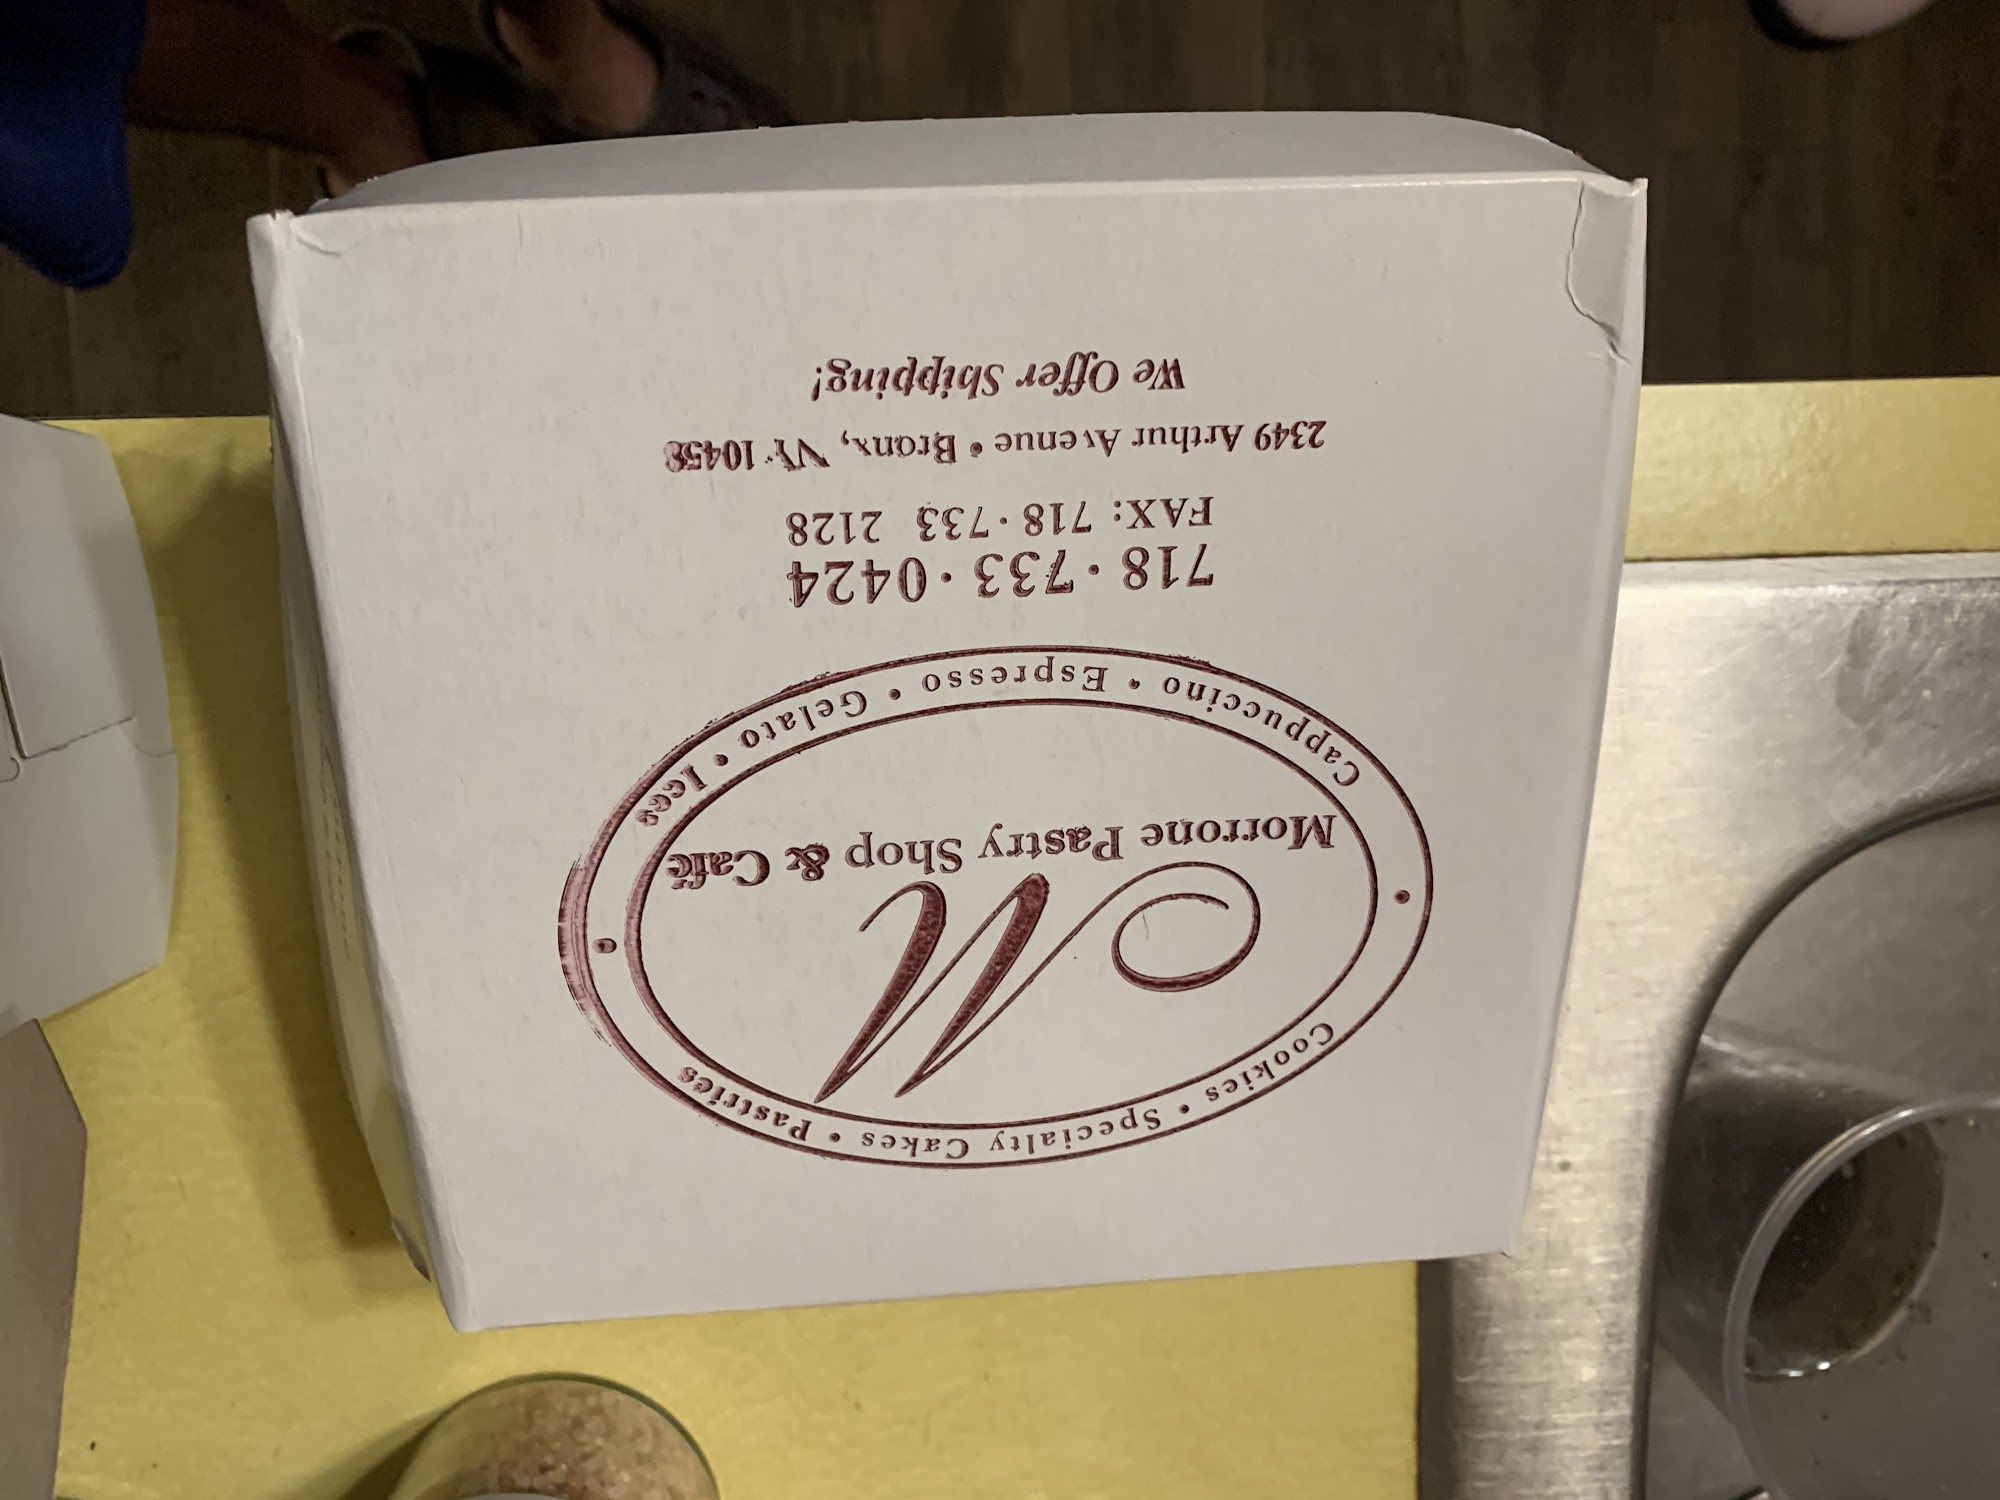 Cookies • Specialty Cakes • Pastries
M
Morrone Pastry Shop & Café
Cappuccino • Espresso • Gelato • Ices
718 • 733 • 0424
FAX: 718 • 733 2128
2349 Arthur Avenue • Bronx, NY 10458
We Offer Shipping!